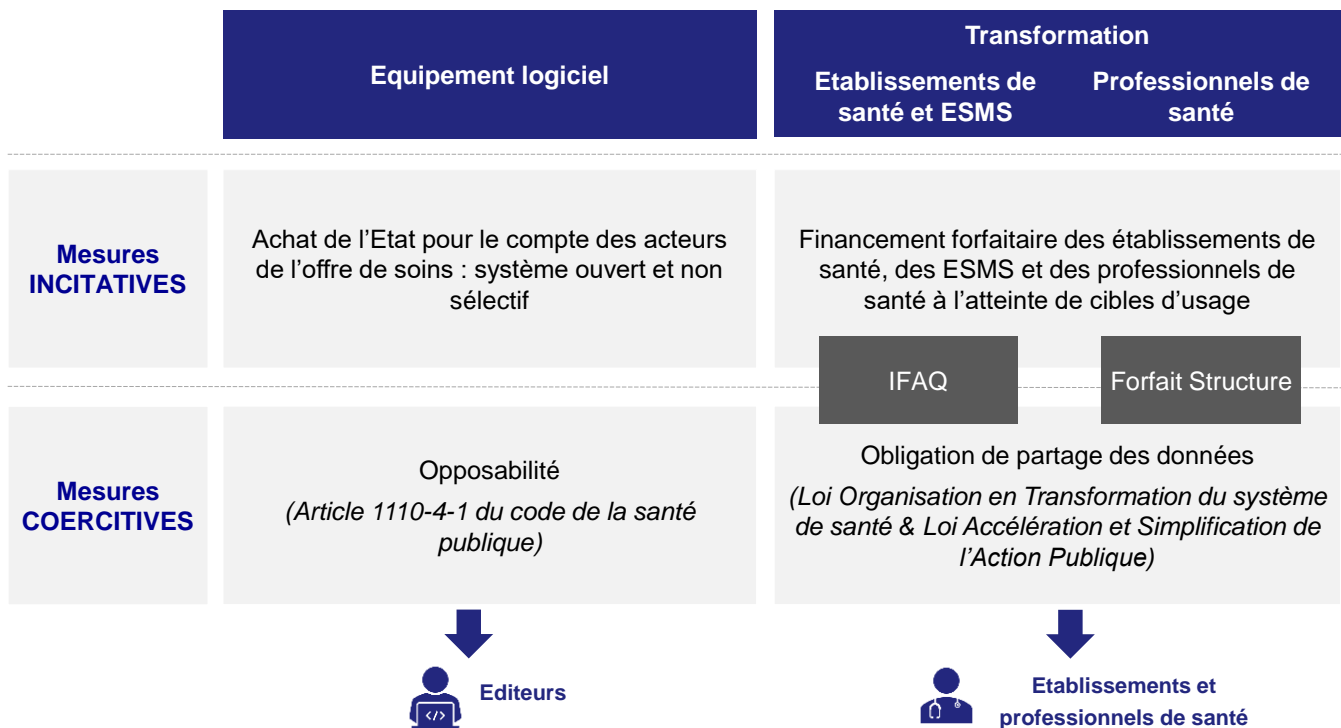 Equipement logiciel
Transformation
Etablissements de
santé et ESMS
Professionnels de
santé
Mesures
INCITATIVES
Achat de l’Etat pour le compte des acteurs
de l’offre de soins : système ouvert et non
sélectif
Financement forfaitaire des établissements de
santé, des ESMS et des professionnels de
santé à l’atteinte de cibles d’usage
IFAQ
Forfait Structure
Mesures
COERCITIVES
Opposabilité
(Article 1110-4-1 du code de la santé
publique)
Obligation de partage des données
(Loi Organisation en Transformation du système
de santé & Loi Accélération et Simplification de
l’Action Publique)
</>
Editeurs
Etablissements et
professionnels de santé